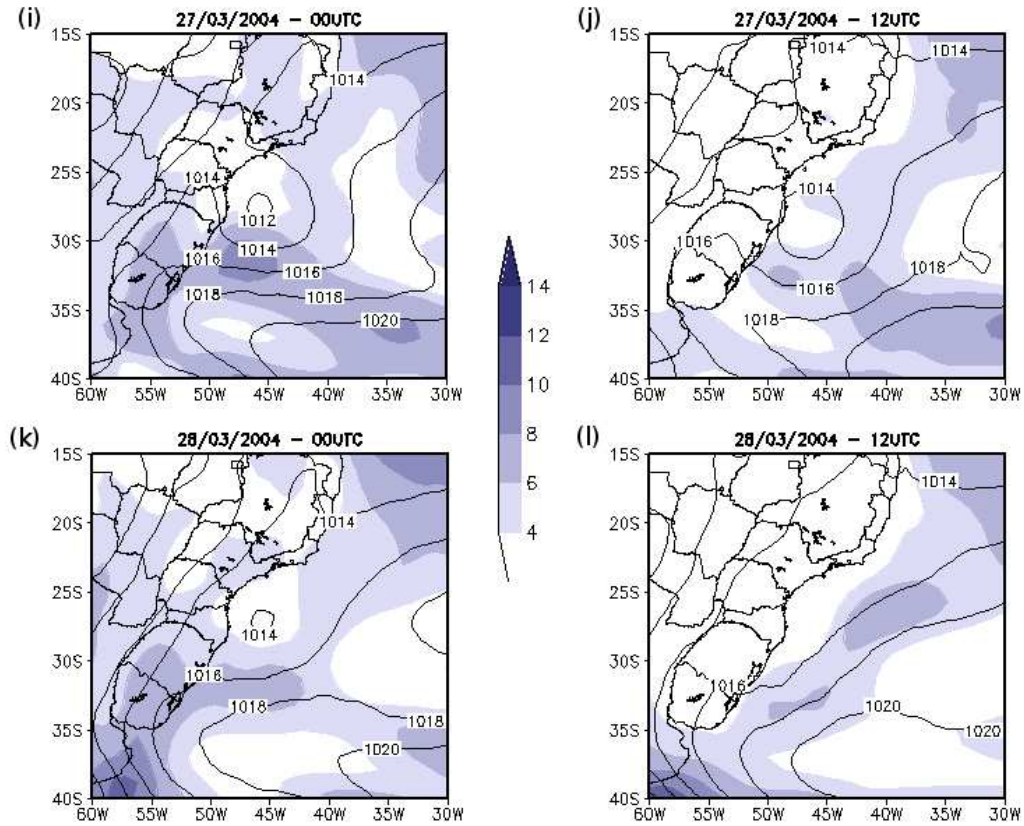 (i) 27/03/2004 - 00UTC
15S
20S
25S
30S
35S
40S
60W 55W 50W 45W 40W 35W 30W
1014
1014
1012
1014
1016 1016
1018 1018
1020
(j) 27/03/2004 - 12UTC
15S
20S
25S
30S
35S
40S
60W 55W 50W 45W 40W 35W 30W
1014 1014
1014
1016
1018
1016
1018
14
12
10
8
6
4
(k) 28/03/2004 - 00UTC
15S
20S
25S
30S
35S
40S
60W 55W 50W 45W 40W 35W 30W
1014
1014
1016
1018 1018
1020
(l) 28/03/2004 - 12UTC
15S
20S
25S
30S
35S
40S
60W 55W 50W 45W 40W 35W 30W
1014
1016
1020
1020